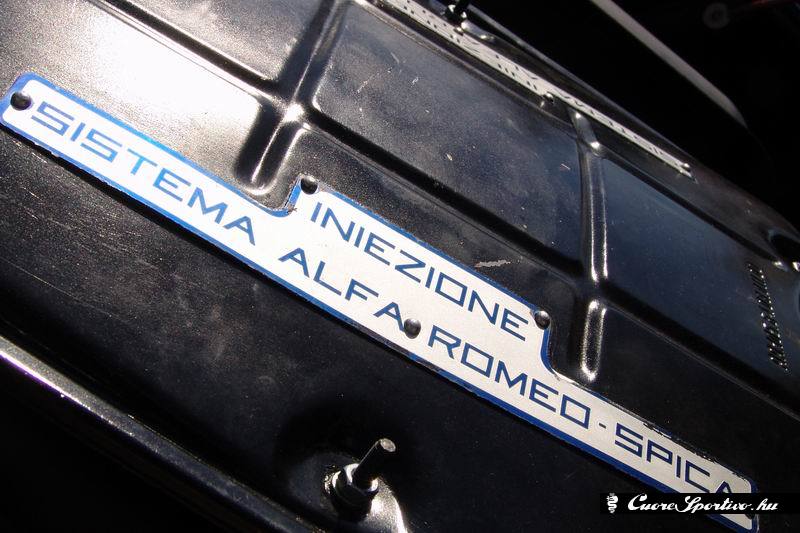 INIEZIONE
SISTEMA ALFA ROMEO - SPICA
CuoreSportivo.hu